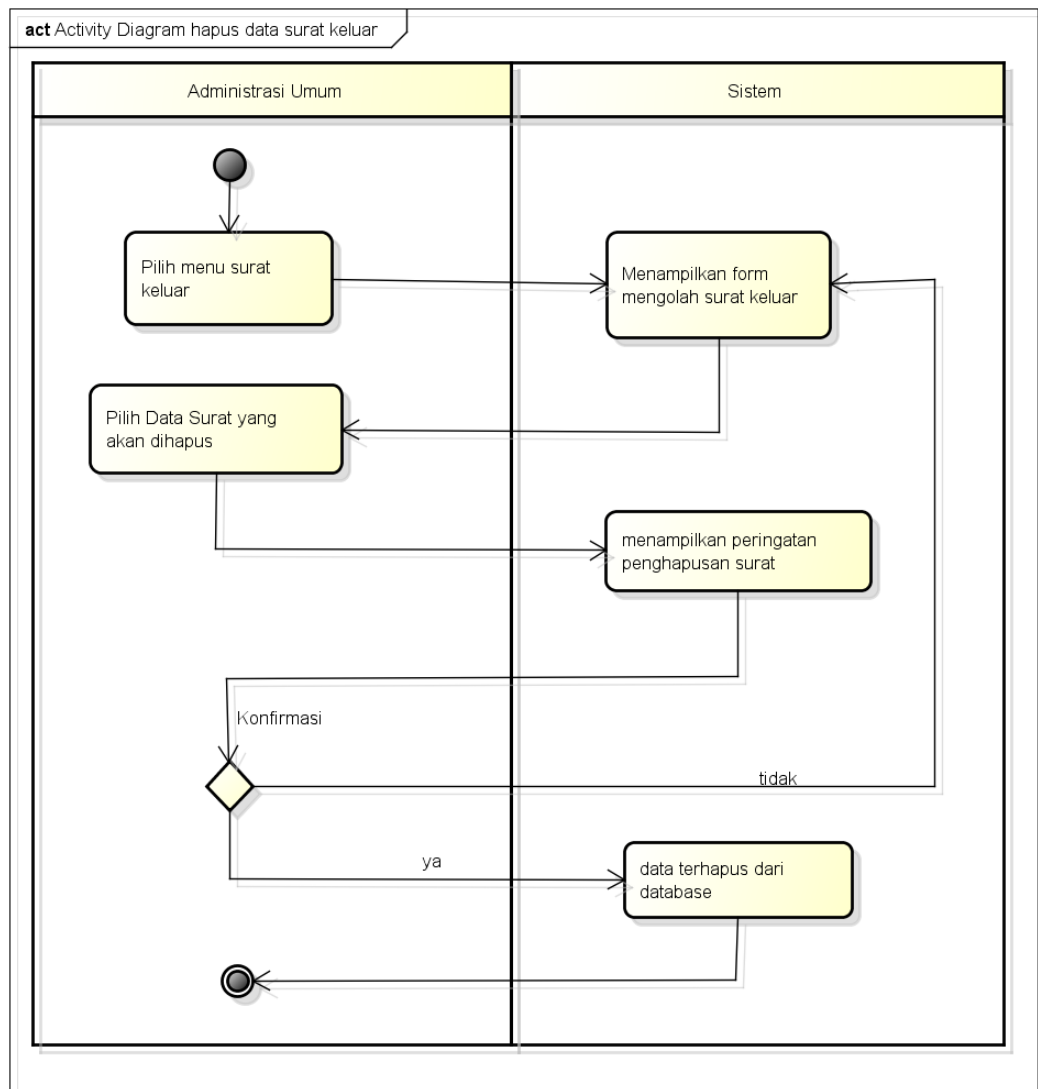 act Activity Diagram hapus data surat keluar
Administrasi Umum
Sistem
Pilih menu surat
keluar
Menampilkan form
mengolah surat keluar
Pilih Data Surat yang
akan dihapus
menampilkan peringatan
penghapusan surat
Konfirmasi
tidak
ya
data terhapus dari
database